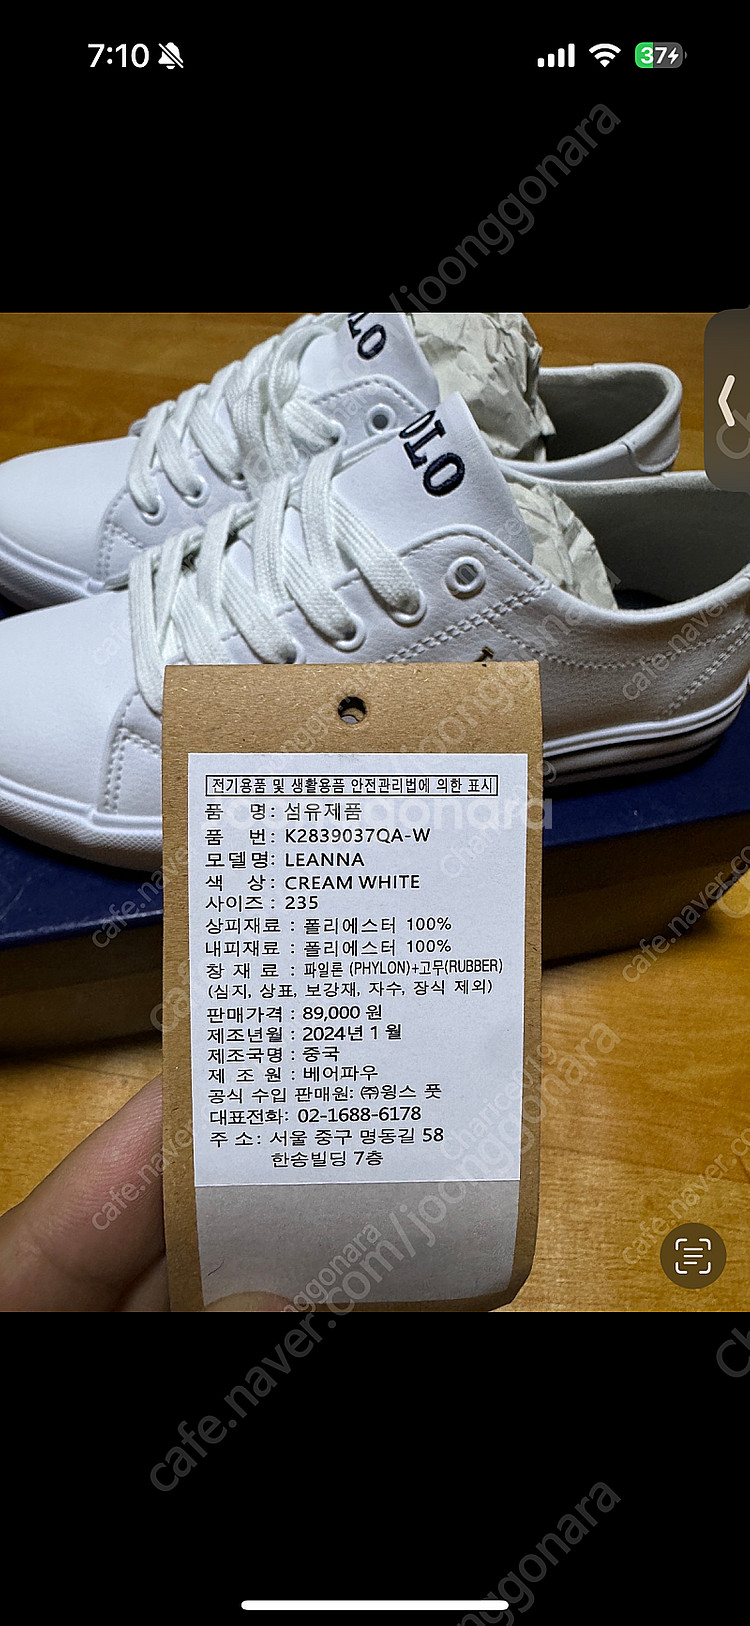 7:10
37
OTO
전기용품 및 생활용품 안전관리법에 의한 표시
품 명: 섬유제품
품 번: K2839037QA-W
모델명: LEANNA
색 상: CREAM WHITE
사이즈: 235
상피재료 : 폴리에스터 100%
내피재료 : 폴리에스터 100%
창 재 료 : 파일론 (PHYLON)+고무(RUBBER)
(심지, 상표, 보강재, 자수, 장식 제외)
판매가격 : 89,000 원
제조년월 : 2024년 1 월
제조국명 : 중국
제 조 원 : 베어파우
공식 수입 판매원: ㈜윙스 풋
대표전화: 02-1688-6178
주 소: 서울 중구 명동길 58
한송빌딩 7층
cafe.naver.com/joonggonara